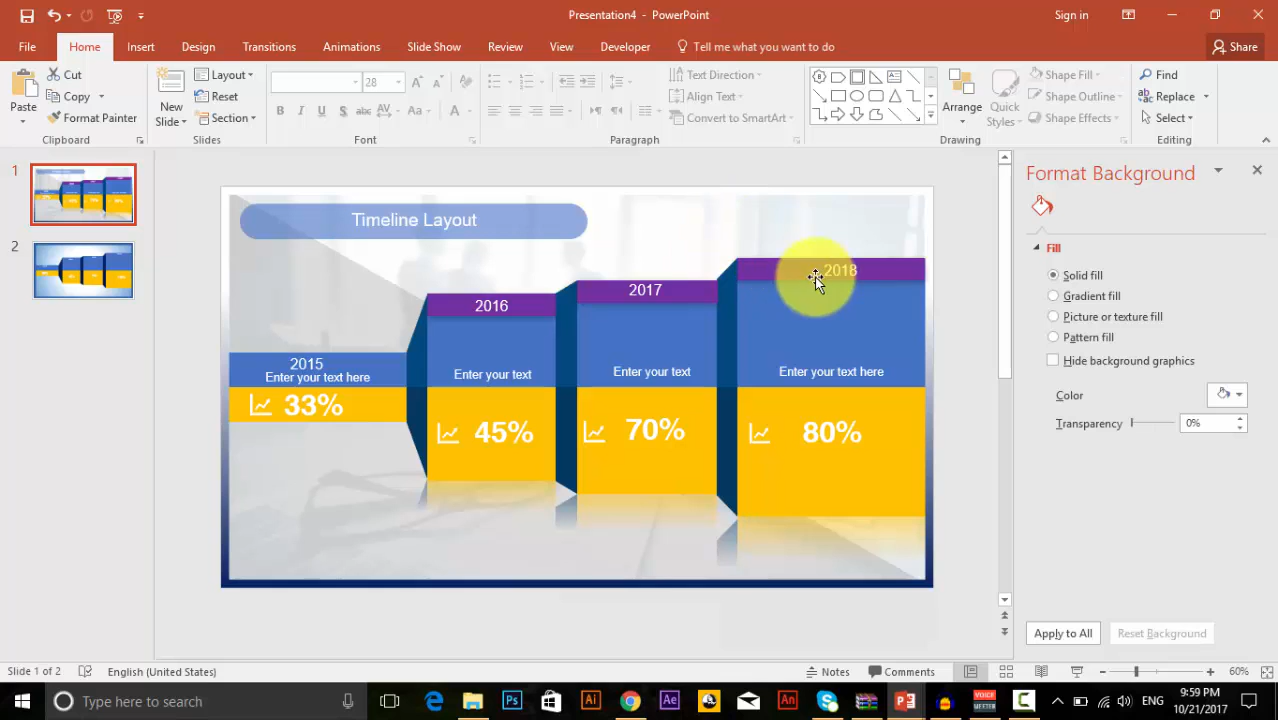 Presentation4 - PowerPoint
Sign in
File Home Insert Design Transitions Animations Slide Show Review View Developer Tell me what you want to do Share
Paste
Cut
Copy
Format Painter
Clipboard
New Slide
Layout
Reset
Section
Slides
28
B I U S abc AV Aa A
Font
Text Direction
Align Text
Convert to SmartArt
Paragraph
Arrange
Quick Styles
Shape Fill
Shape Outline
Shape Effects
Drawing
Find
Replace
Select
Editing
1
2
Timeline Layout
2015
Enter your text here
33%
2016
Enter your text
45%
2017
Enter your text
70%
2018
Enter your text here
80%
Format Background
Fill
Solid fill
Gradient fill
Picture or texture fill
Pattern fill
Hide background graphics
Color
Transparency 0%
Apply to All Reset Background
Slide 1 of 2 English (United States) Notes Comments 60%
Type here to search
ENG
9:59 PM
10/21/2017